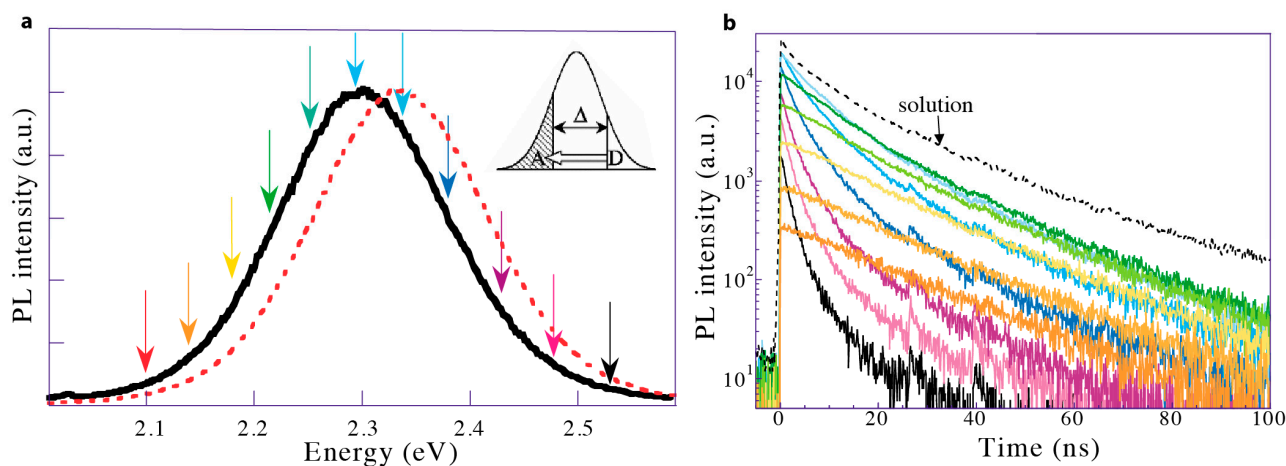 a
PL intensity (a.u.)
Δ
A D
2.1 2.2 2.3 2.4 2.5
Energy (eV)
b
PL intensity (a.u.)
10⁴
10³
10²
10¹
solution
0 20 40 60 80 100
Time (ns)